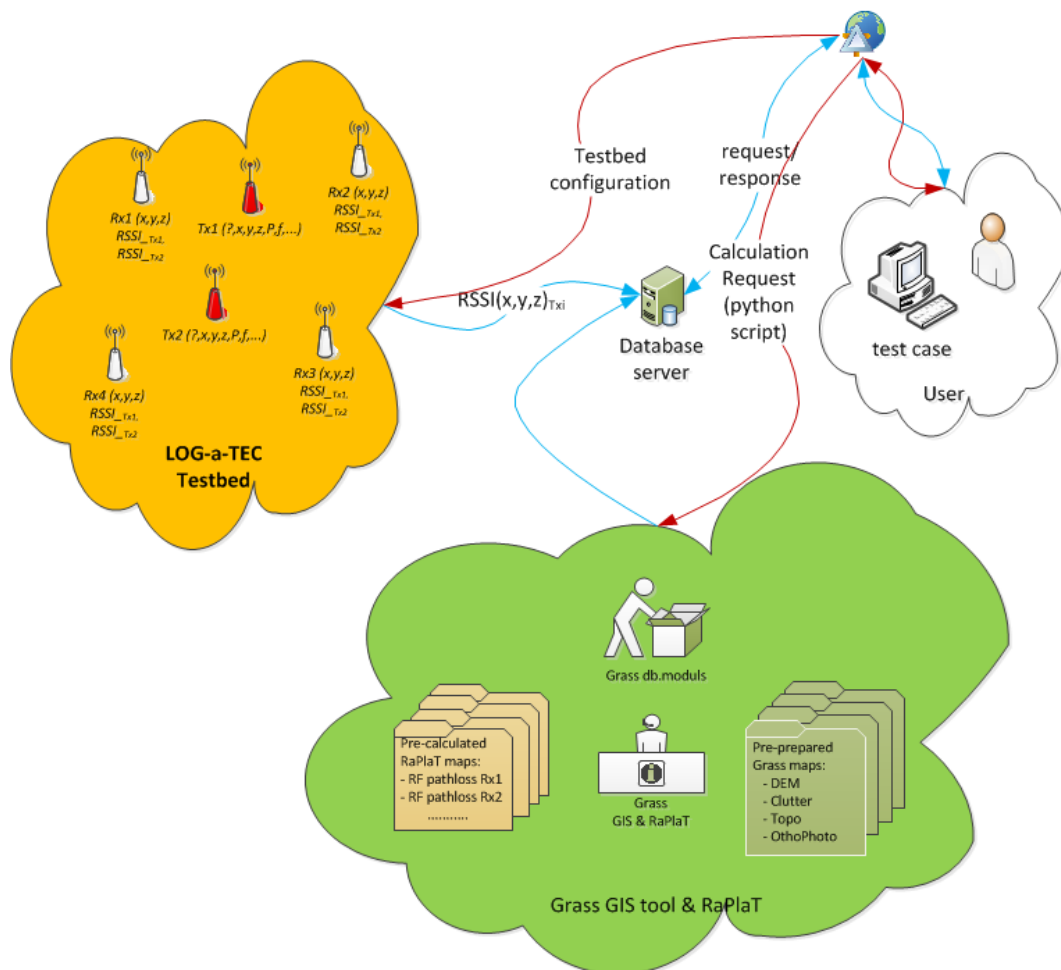 Rx1 (x,y,z)
RSSI_Tx1,
RSSI_Tx2
Tx1 (?,x,y,z,P,f,...)
Rx2 (x,y,z)
RSSI_Tx1,
RSSI_Tx2
Tx2 (?,x,y,z,P,f,...)
Rx4 (x,y,z)
RSSI_Tx1,
RSSI_Tx2
Rx3 (x,y,z)
RSSI_Tx1,
RSSI_Tx2
LOG-a-TEC
Testbed
Testbed
configuration
request/
response
RSSI(x,y,z)Txi
Calculation
Request
(python
script)
Database
server
test case
User
Grass db.moduls
Pre-calculated
RaPlaT maps:
- RF pathloss Rx1
- RF pathloss Rx2
...........
Grass
GIS & RaPlaT
Pre-prepared
Grass maps:
- DEM
- Clutter
- Topo
- OthoPhoto
Grass GIS tool & RaPlaT